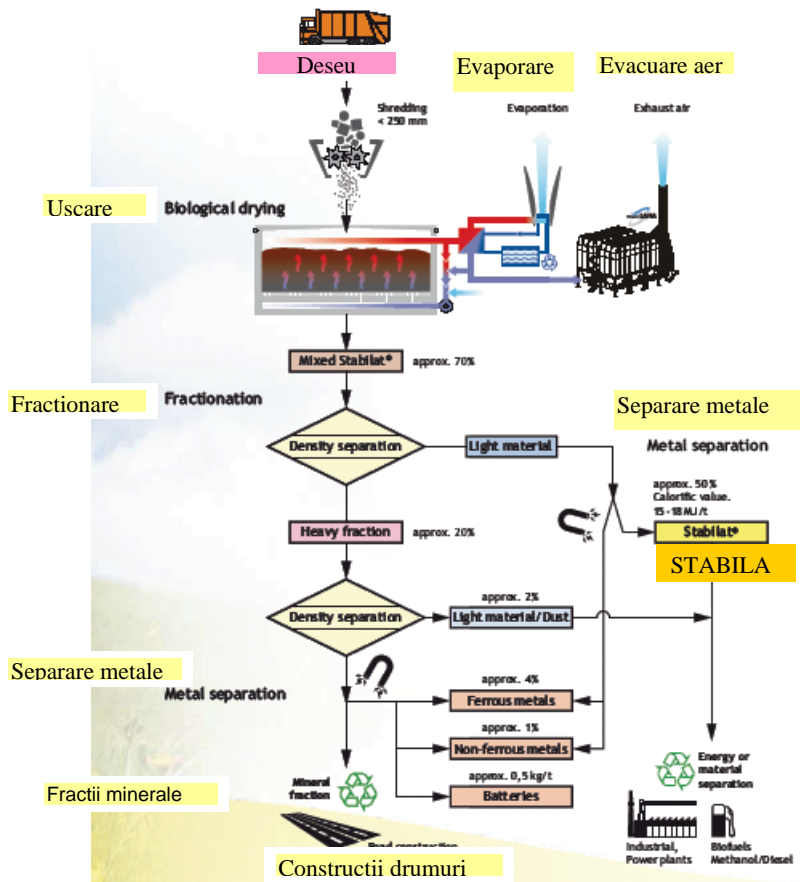 Deseu
Evaporare
Evacuare aer
Shredding
< 250 mm
Evaporation
Exhaust air
Uscare
Biological drying
Mixed Stabilat®
approx. 70%
Fractionare
Fractionation
Separare metale
Density separation
Light material
Metal separation
approx. 50%
Calorific value.
15-18 MJ/t
Stabilat®
STABILA
Heavy fraction
approx. 20%
approx. 2%
Density separation
Light material/Dust
Separare metale
Metal separation
approx. 4%
Ferrous metals
approx. 1%
Non-ferrous metals
approx. 0,5 kg/t
Batteries
Mineral
fraction
Energy or
material
separation
Fractii minerale
Road construction
Constructii drumuri
Industrial,
Power plants
Biofuels
Methanol/Diesel